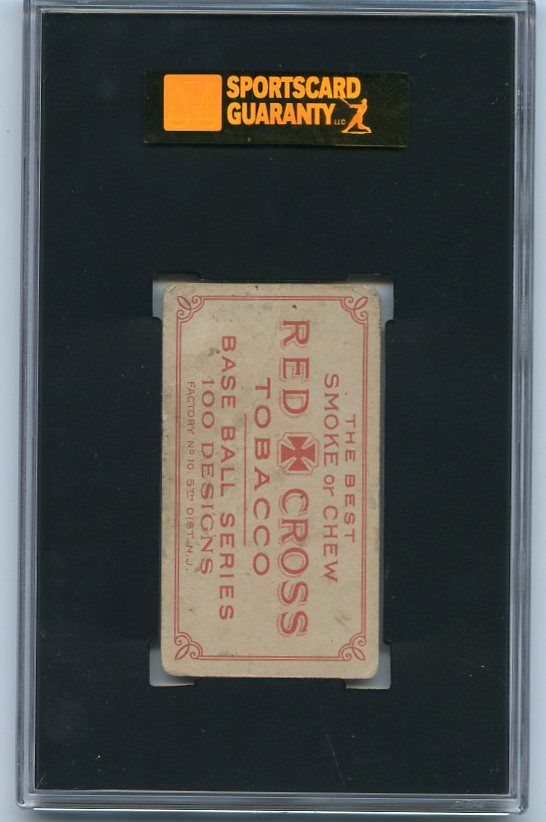 SPORTSCARD
GUARANTY LLC
THE BEST
SMOKE or CHEW
RED CROSS
TOBACCO
BASE BALL SERIES
100 DESIGNS
FACTORY No 10. 5TH DIST. N.J.